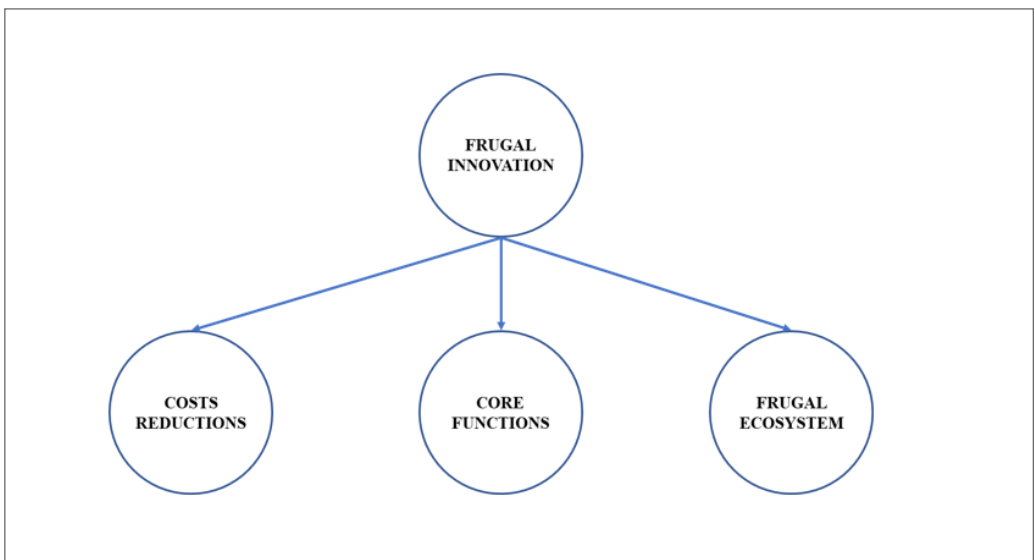 FRUGAL
INNOVATION
COSTS
REDUCTIONS
CORE
FUNCTIONS
FRUGAL
ECOSYSTEM